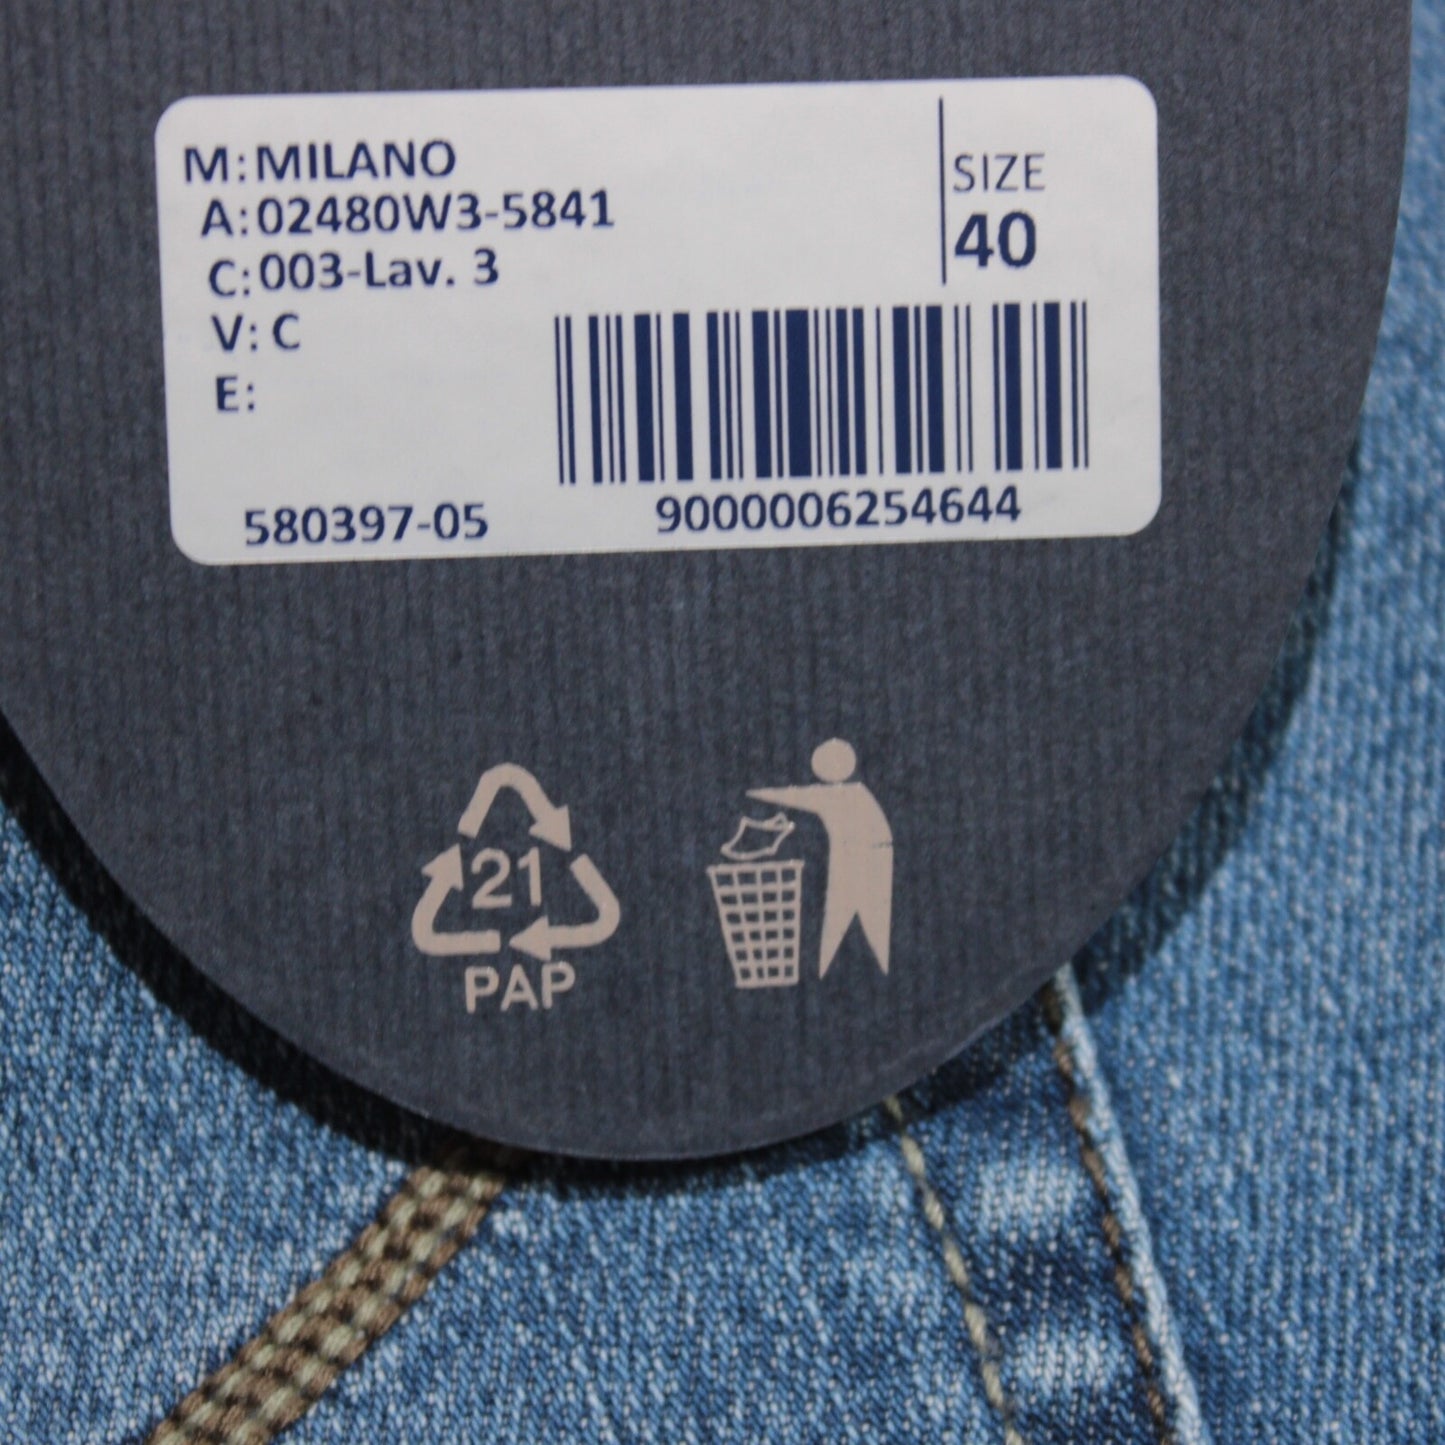 M: MILANO
A: 02480W3-5841
C: 003-Lav. 3
V: C
E:
SIZE
40
580397-05
9000006254644
21
PAP